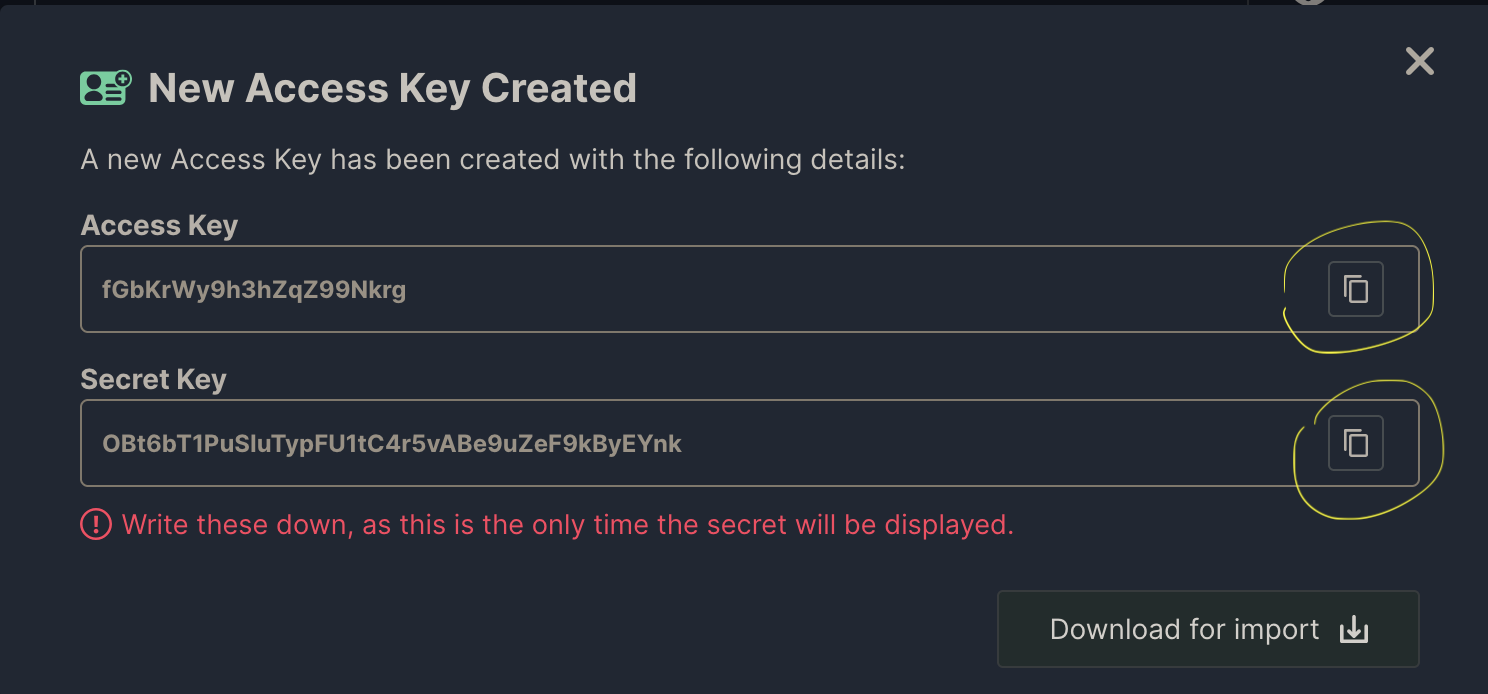 New Access Key Created
A new Access Key has been created with the following details:
Access Key
fGbKrWy9h3hZqZ99Nkrg
Secret Key
OBt6bT1PuSIuTypFU1tC4r5vABe9uZeF9kByEYnk
Write these down, as this is the only time the secret will be displayed.
Download for import